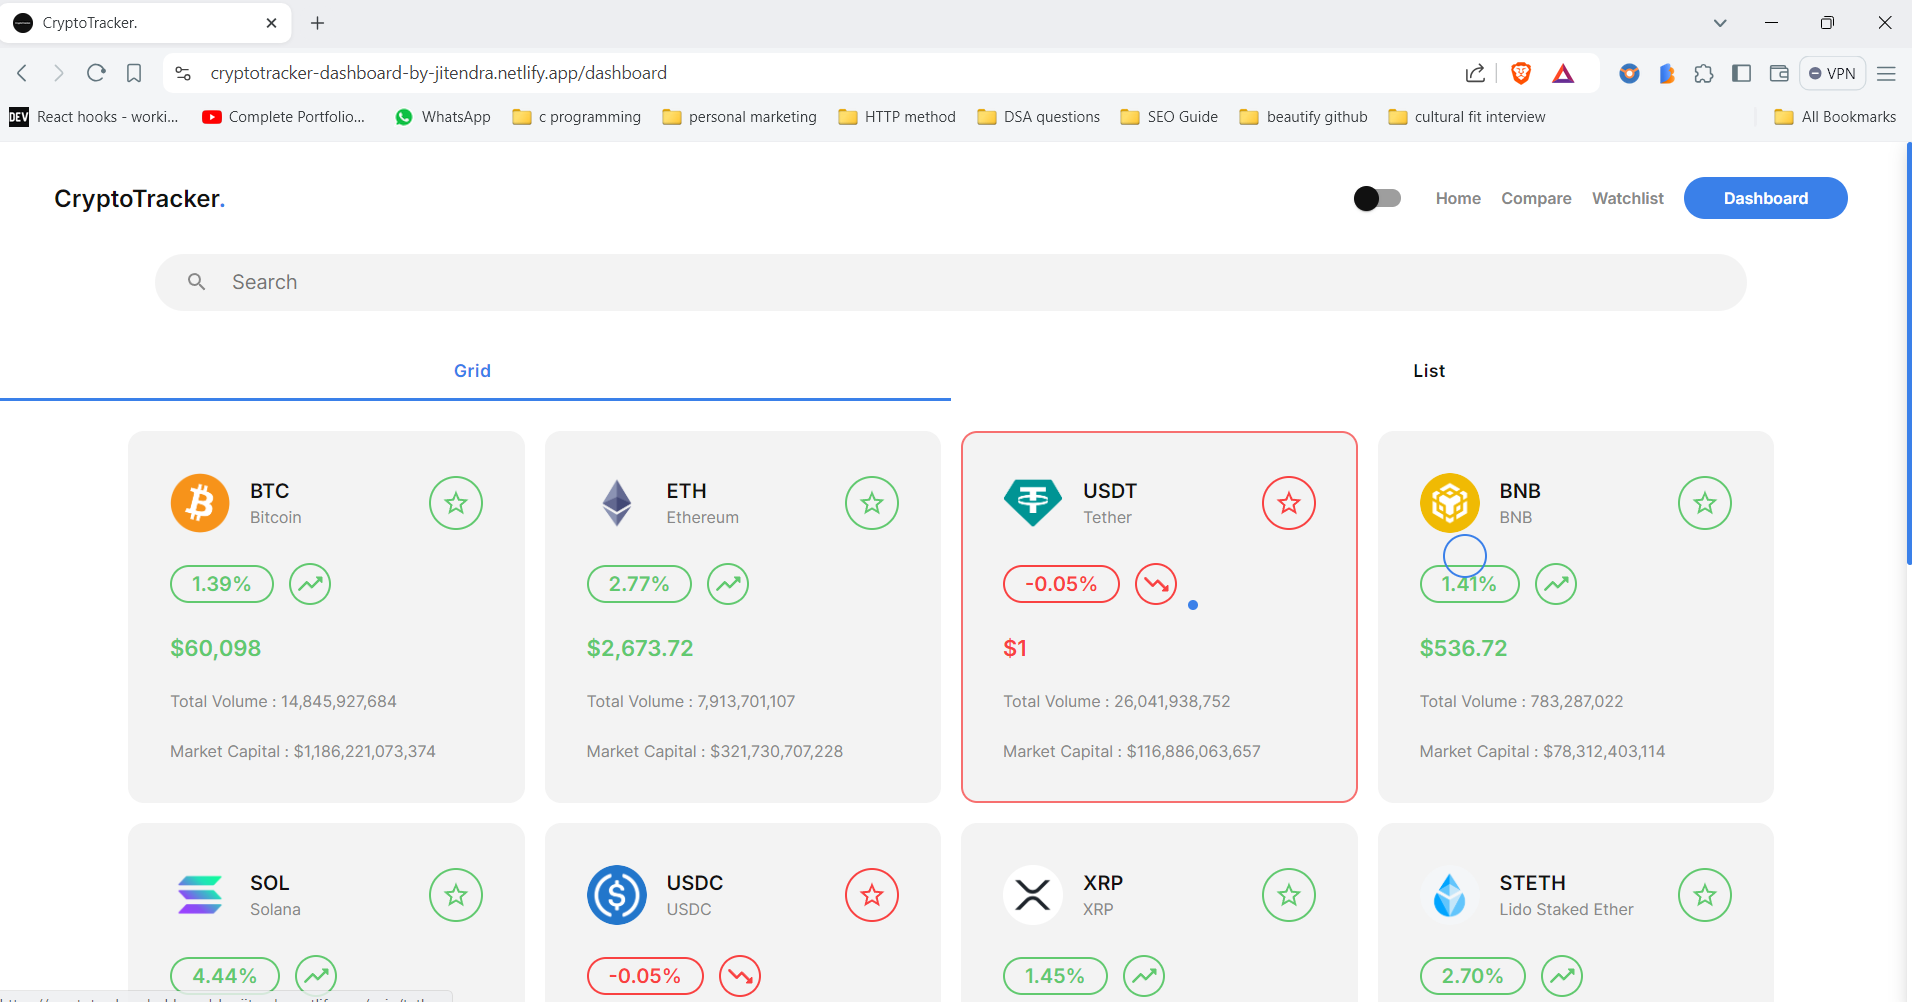 CryptoTracker.
cryptotracker-dashboard-by-jitendra.netlify.app/dashboard
VPN
DEV React hooks - worki... Complete Portfolio... WhatsApp c programming personal marketing HTTP method DSA questions SEO Guide beautify github cultural fit interview All Bookmarks
CryptoTracker. Home Compare Watchlist Dashboard
Search
Grid List
BTC
Bitcoin
1.39%
$60,098
Total Volume : 14,845,927,684
Market Capital : $1,186,221,073,374
ETH
Ethereum
2.77%
$2,673.72
Total Volume : 7,913,701,107
Market Capital : $321,730,707,228
USDT
Tether
-0.05%
$1
Total Volume : 26,041,938,752
Market Capital : $116,886,063,657
BNB
BNB
1.41%
$536.72
Total Volume : 783,287,022
Market Capital : $78,312,403,114
SOL
Solana
4.44%
USDC
USDC
-0.05%
XRP
XRP
1.45%
STETH
Lido Staked Ether
2.70%